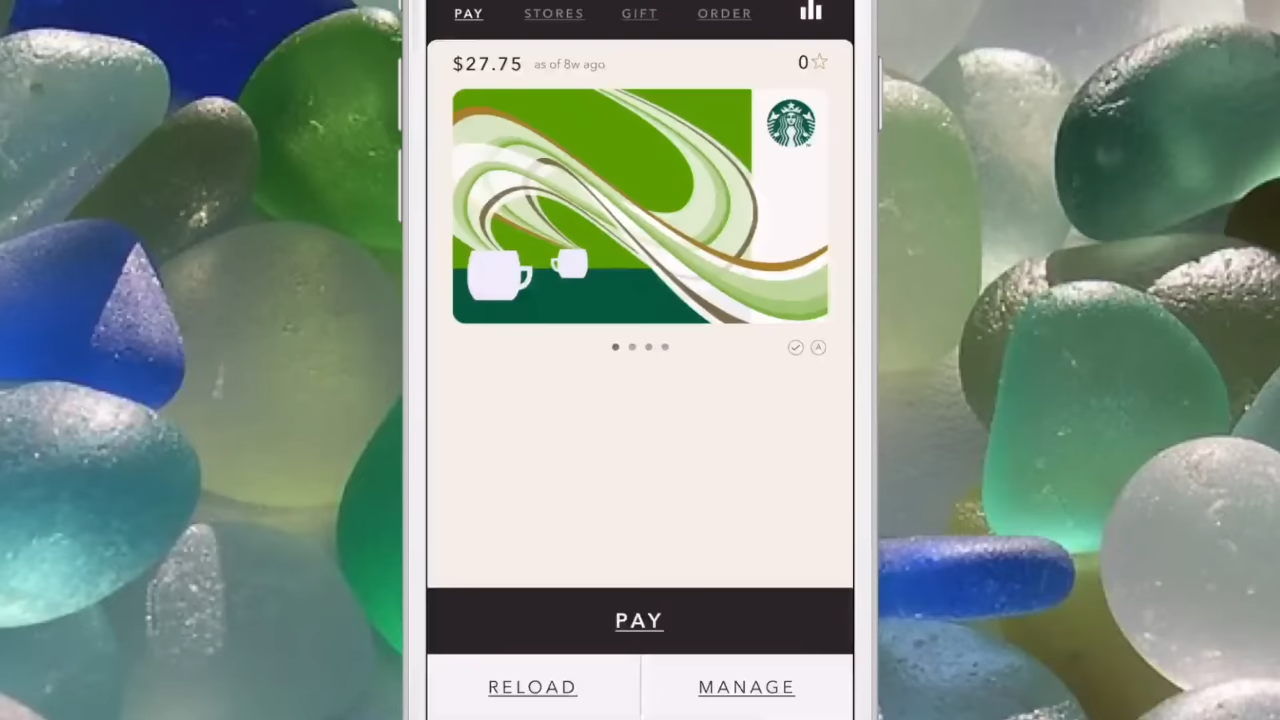 PAY STORES GIFT ORDER
$27.75 as of 8w ago 0
A
PAY
RELOAD MANAGE